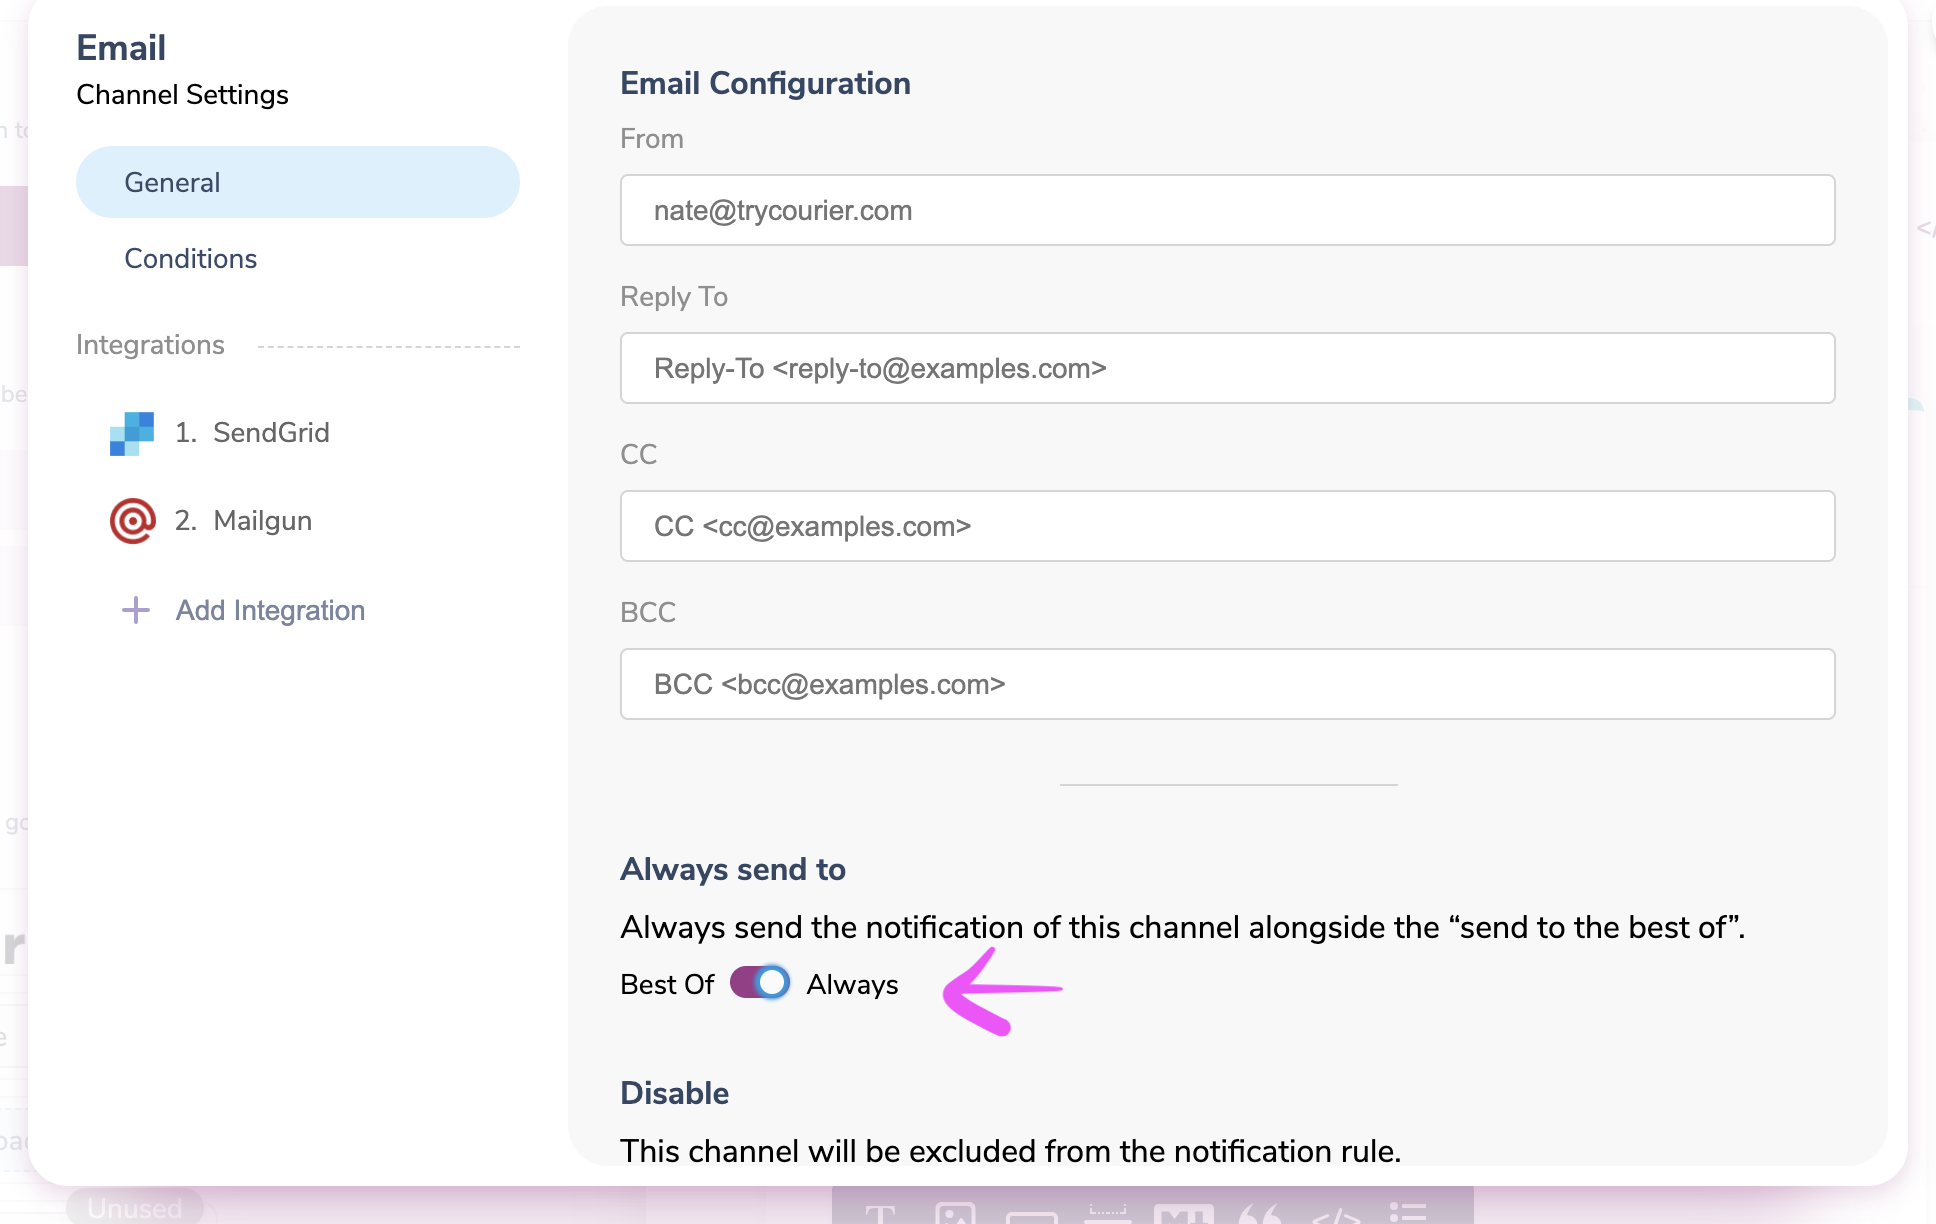 Email
Channel Settings
General
Conditions
Integrations
1. SendGrid
2. Mailgun
Add Integration
Email Configuration
From
nate@trycourier.com
Reply To
Reply-To <reply-to@examples.com>
CC
CC <cc@examples.com>
BCC
BCC <bcc@examples.com>
Always send to
Always send the notification of this channel alongside the “send to the best of”.
Best Of
Always
Disable
This channel will be excluded from the notification rule.
Unused